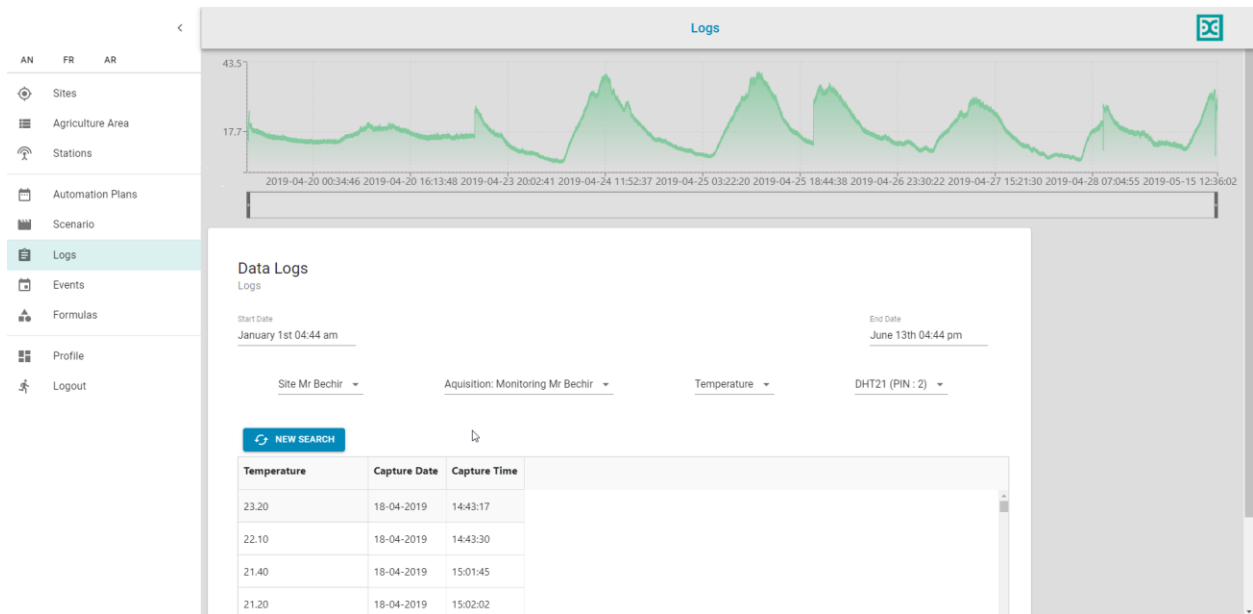 Logs
AN FR AR
Sites
Agriculture Area
Stations
Automation Plans
Scenario
Logs
Events
Formulas
Profile
Logout
43.5
17.7
2019-04-20 00:34:46 2019-04-20 16:13:48 2019-04-23 20:02:41 2019-04-24 11:52:37 2019-04-25 03:22:20 2019-04-25 18:44:38 2019-04-26 23:30:22 2019-04-27 15:21:30 2019-04-28 07:04:55 2019-05-15 12:36:02
Data Logs
Logs
Start Date End Date
January 1st 04:44 am June 13th 04:44 pm
Site Mr Bechir Aquisition: Monitoring Mr Bechir Temperature DHT21 (PIN : 2)
NEW SEARCH
Temperature Capture Date Capture Time
23.20 18-04-2019 14:43:17
22.10 18-04-2019 14:43:30
21.40 18-04-2019 15:01:45
21.20 18-04-2019 15:02:02